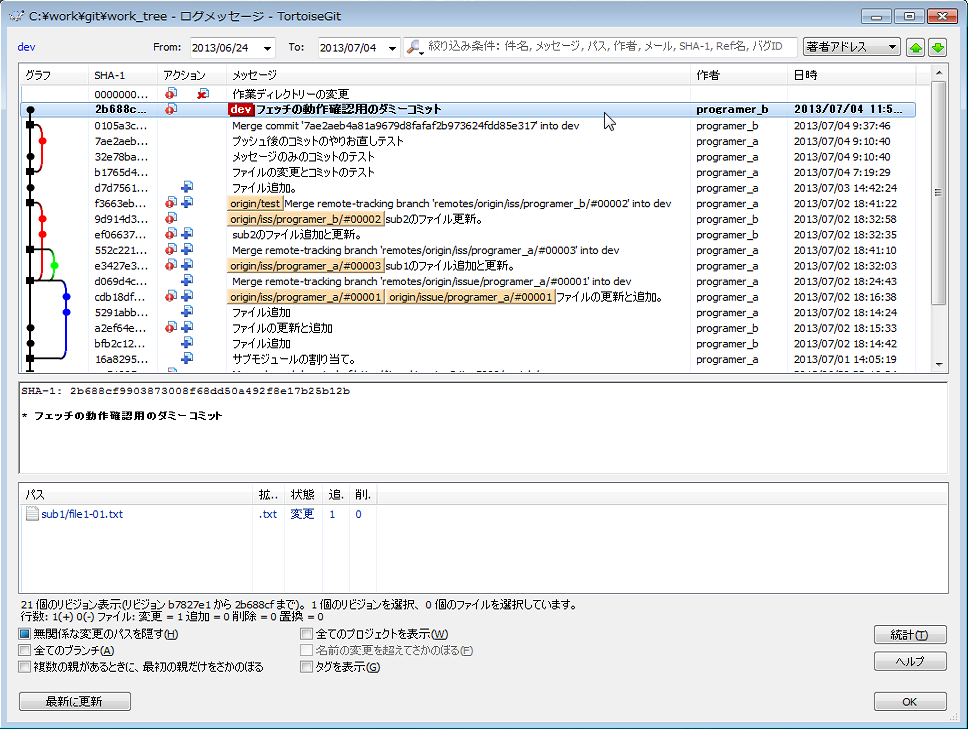 C:¥work¥git¥work_tree - ログメッセージ - TortoiseGit
dev From: 2013/06/24 To: 2013/07/04 絞り込み条件: 件名, メッセージ, パス, 作者, メール, SHA-1, Ref名, バグID 著者アドレス
グラフ SHA-1 アクション メッセージ 作者 日時
0000000... 作業ディレクトリーの変更
2b688c... dev フェッチの動作確認用のダミーコミット programer_b 2013/07/04 11:5...
0105a3c... Merge commit '7ae2aeb4a81a9679d8fafaf2b973624fdd85e317' into dev programer_b 2013/07/04 9:37:46
7ae2aeb... プッシュ後のコミットのやりお直しテスト programer_a 2013/07/04 9:10:40
32e78ba... メッセージのみのコミットのテスト programer_a 2013/07/04 9:10:40
b1765d4... ファイルの変更とコミットのテスト programer_a 2013/07/04 7:19:29
d7d7561... ファイル追加。 programer_a 2013/07/03 14:42:24
f3663eb... origin/test Merge remote-tracking branch 'remotes/origin/iss/programer_b/#00002' into dev programer_a 2013/07/02 18:41:22
9d914d3... origin/iss/programer_b/#00002 sub2のファイル更新。 programer_b 2013/07/02 18:32:58
ef06637... sub2のファイル追加と更新。 programer_b 2013/07/02 18:32:35
552c221... Merge remote-tracking branch 'remotes/origin/iss/programer_a/#00003' into dev programer_a 2013/07/02 18:41:10
e3427e3... origin/iss/programer_a/#00003 sub1のファイル追加と更新。 programer_a 2013/07/02 18:32:03
d069d4c... Merge remote-tracking branch 'remotes/origin/iss/programer_a/#00001' into dev programer_a 2013/07/02 18:24:43
cdb18df... origin/iss/programer_a/#00001 origin/issue/programer_a/#00001 ファイルの更新と追加。 programer_a 2013/07/02 18:16:38
5291abb... ファイル追加 programer_a 2013/07/02 18:14:24
a2ef64e... ファイルの更新と追加 programer_b 2013/07/02 18:15:33
bfb2c12... ファイル追加 programer_b 2013/07/02 18:14:42
16a8295... サブモジュールの割り当て。 programer_a 2013/07/01 14:05:19
SHA-1: 2b688cf9903873008f68dd50a492f8e17b25b12b
* フェッチの動作確認用のダミーコミット
パス 拡.. 状態 追. 削.
sub1/file1-01.txt .txt 変更 1 0
21 個のリビジョン表示(リビジョン b7827e1 から 2b688cf まで)。1 個のリビジョンを選択、0 個のファイルを選択しています。
行数: 1(+) 0(-) ファイル: 変更 = 1 追加 = 0 削除 = 0 置換 = 0
無関係な変更のパスを隠す(H) 全てのプロジェクトを表示(W) 統計(T)
全てのブランチ(A) 名前の変更を超えてさかのぼる(F)
複数の親があるときに、最初の親だけをさかのぼる タグを表示(G) ヘルプ
最新に更新 OK